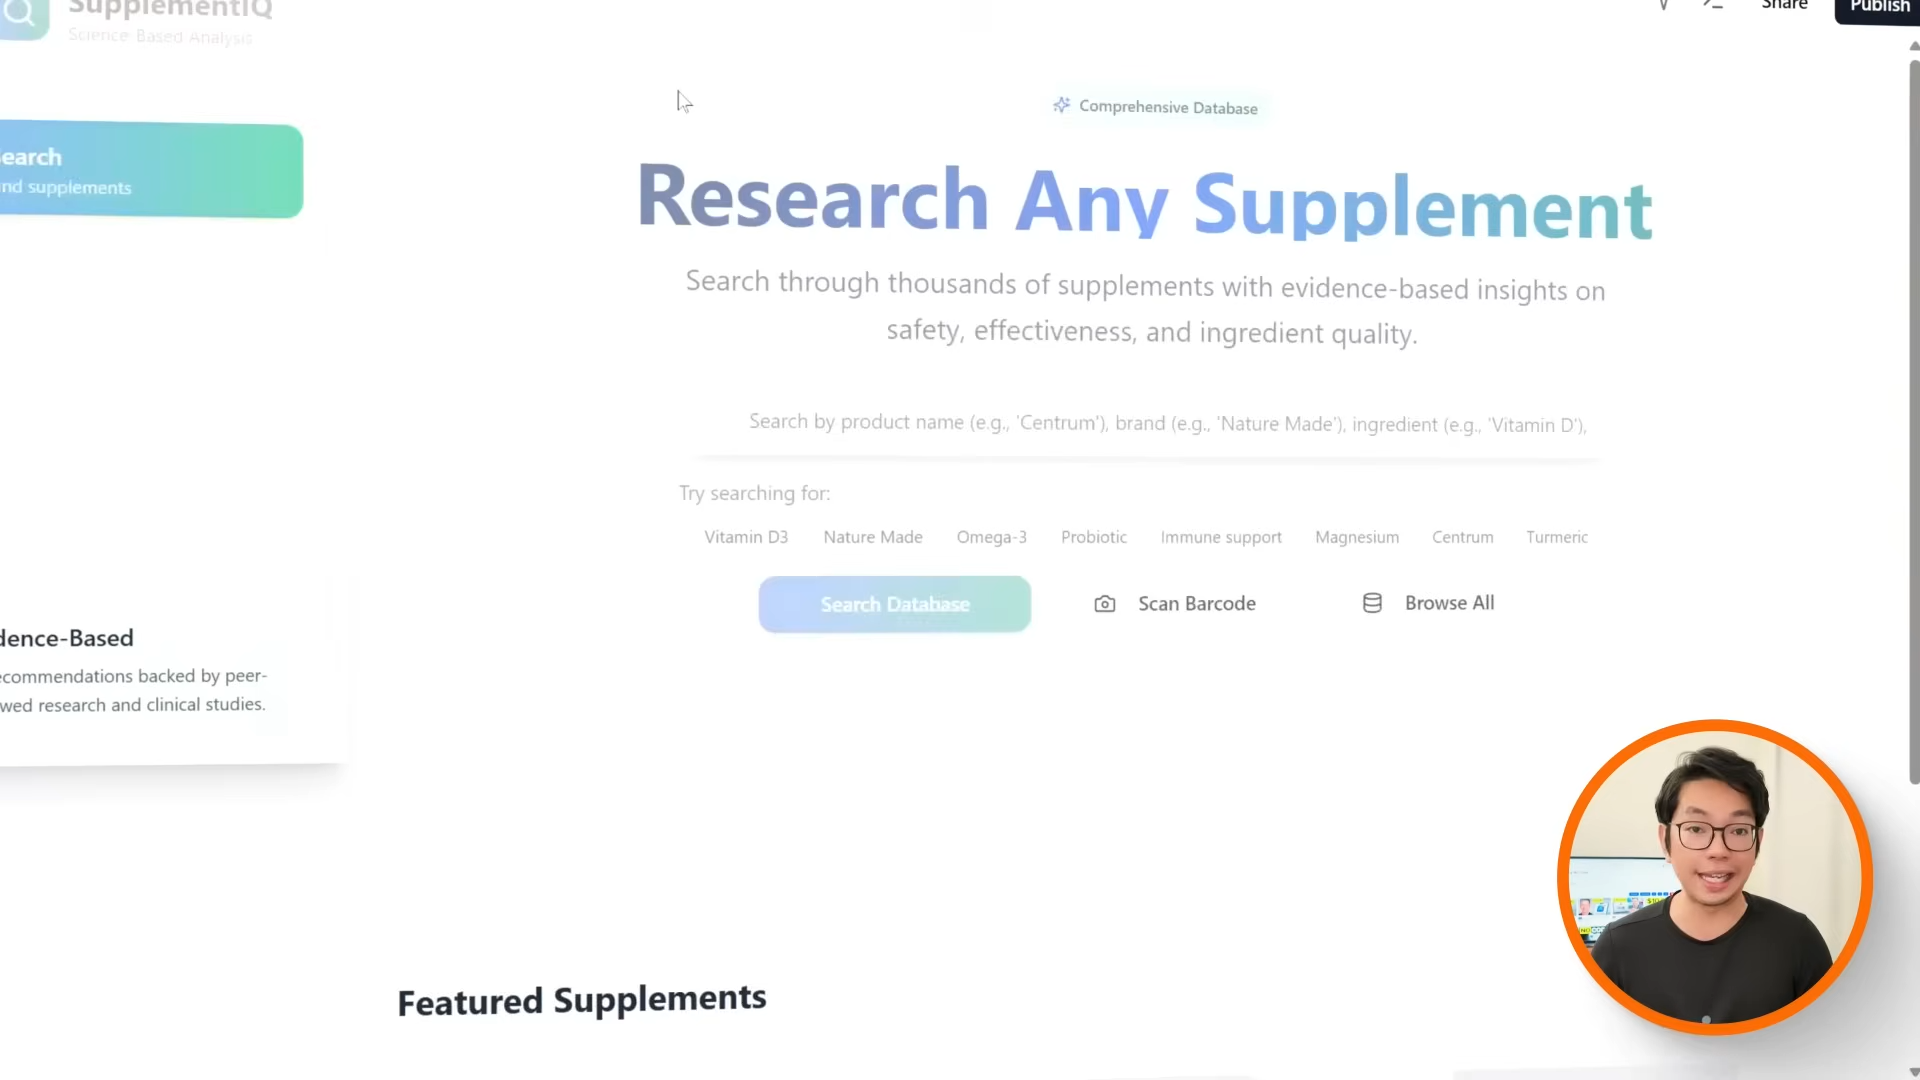 SupplementIQ
Science-Based Analysis
Share
Publish
earch
nd supplements
Comprehensive Database
Research Any Supplement
Search through thousands of supplements with evidence-based insights on
safety, effectiveness, and ingredient quality.
Search by product name (e.g., 'Centrum'), brand (e.g., 'Nature Made'), ingredient (e.g., 'Vitamin D'),
Try searching for:
Vitamin D3 Nature Made Omega-3 Probiotic Immune support Magnesium Centrum Turmeric
Search Database
Scan Barcode
Browse All
dence-Based
ecommendations backed by peer-
wed research and clinical studies.
Featured Supplements